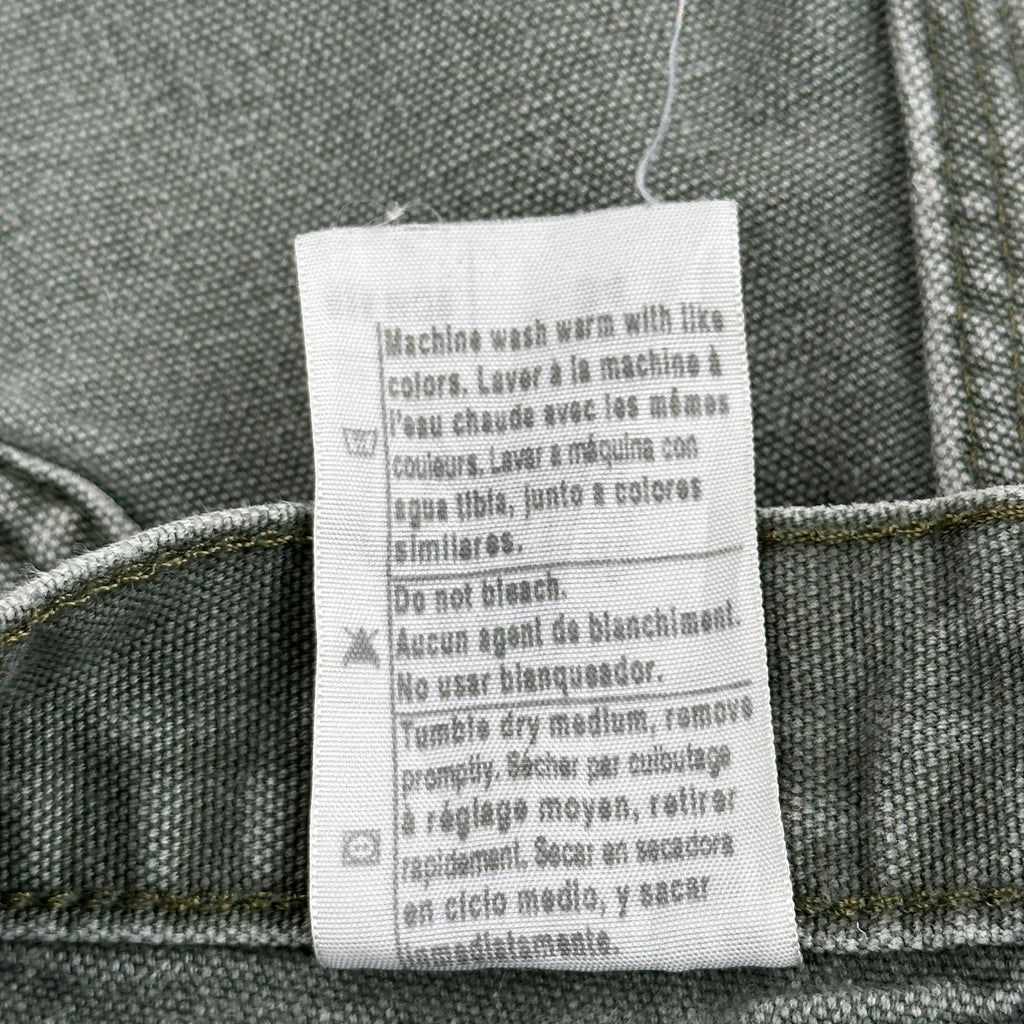 Machine wash warm with like
colors. Laver à la machine à
l'eau chaude avec les mêmes
couleurs. Lavar a máquina con
agua tibia, junto a colores
similares.
Do not bleach.
Aucun agent de blanchiment.
No usar blanqueador.
Tumble dry medium, remove
promptly. Sécher par culbutage
à réglage moyen, retirer
rapidement. Secar en secadora
en ciclo medio, y sacar
inmediatamente.